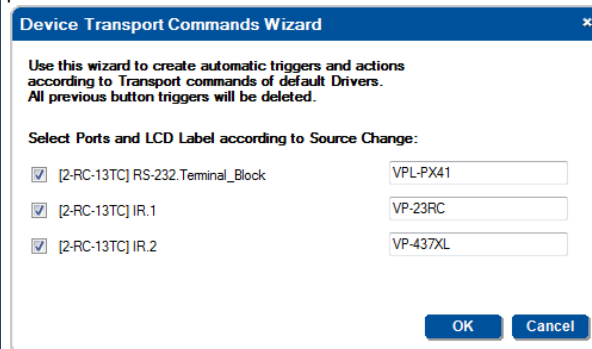 Device Transport Commands Wizard
Use this wizard to create automatic triggers and actions
according to Transport commands of default Drivers.
All previous button triggers will be deleted.
Select Ports and LCD Label according to Source Change:
[2-RC-13TC] RS-232.Terminal_Block VPL-PX41
[2-RC-13TC] IR.1 VP-23RC
[2-RC-13TC] IR.2 VP-437XL
OK Cancel